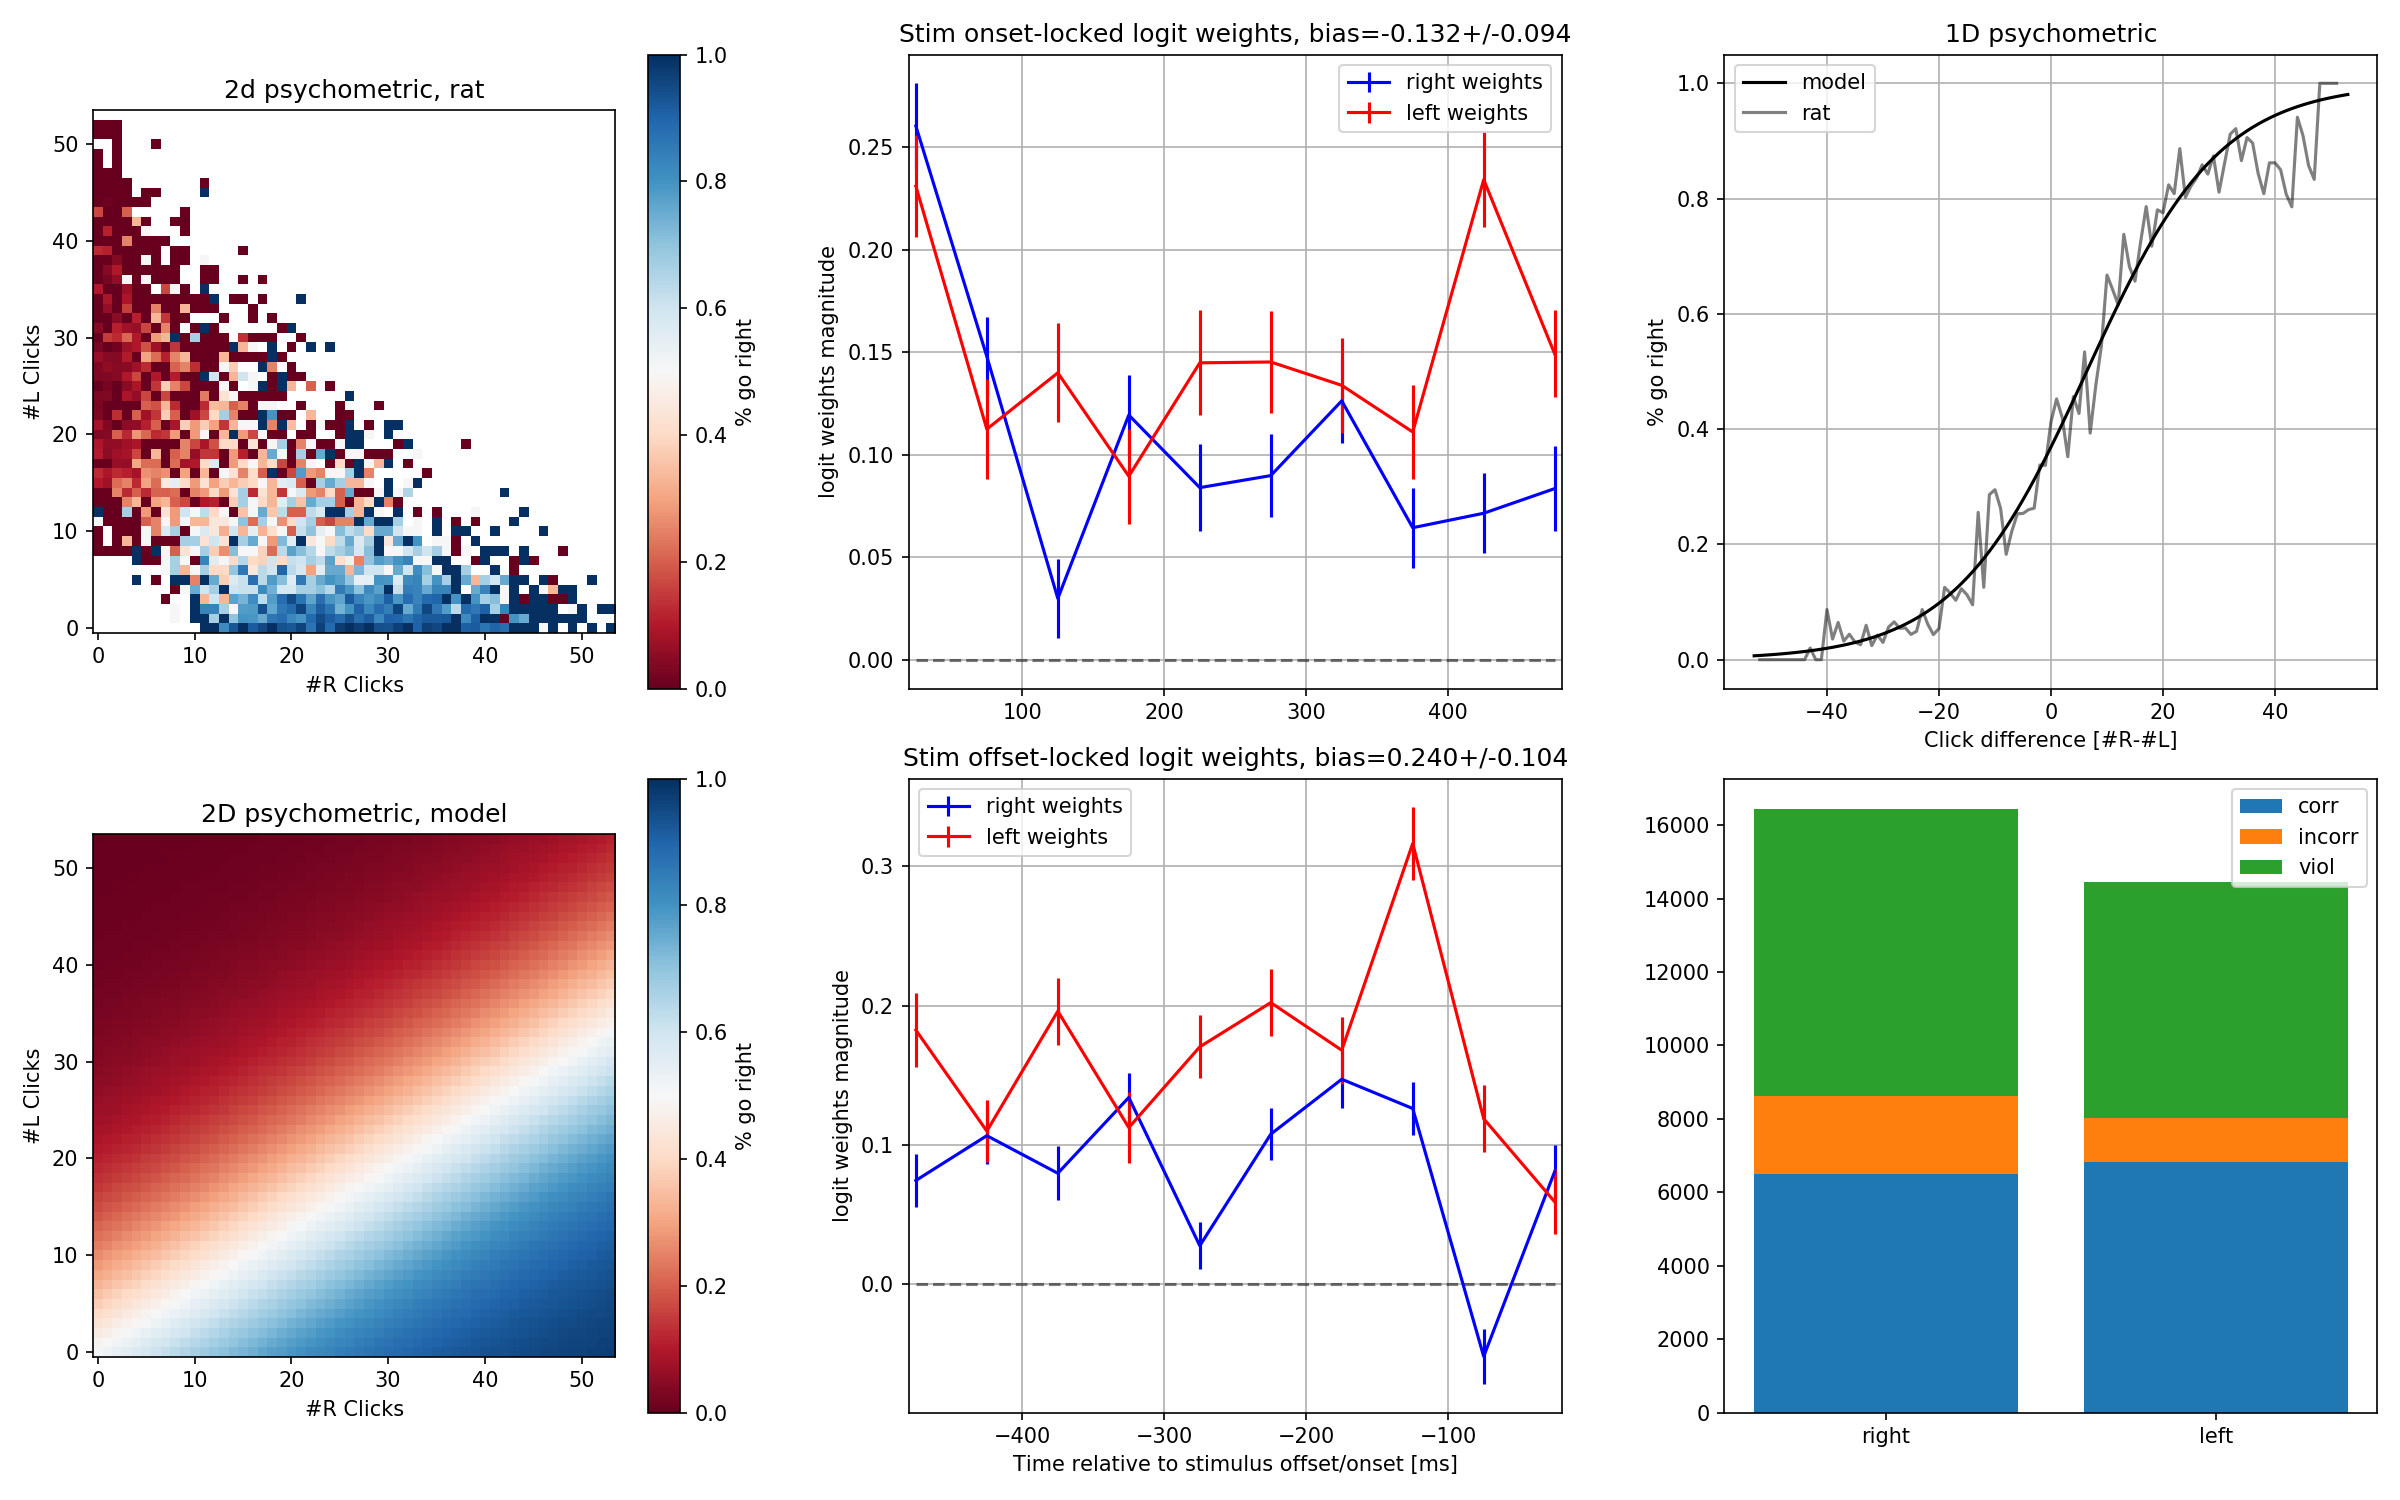 2d psychometric, rat
50
40
30
20
10
0
#L Clicks
0 10 20 30 40 50
#R Clicks
1.0
0.8
0.6
0.4
0.2
0.0
% go right
Stim onset-locked logit weights, bias=-0.132+/-0.094
right weights
left weights
0.25
0.20
0.15
0.10
0.05
0.00
logit weights magnitude
100 200 300 400
1D psychometric
model
rat
1.0
0.8
0.6
0.4
0.2
0.0
% go right
−40 −20 0 20 40
Click difference [#R-#L]
2D psychometric, model
50
40
30
20
10
0
#L Clicks
0 10 20 30 40 50
#R Clicks
1.0
0.8
0.6
0.4
0.2
0.0
% go right
Stim offset-locked logit weights, bias=0.240+/-0.104
right weights
left weights
0.3
0.2
0.1
0.0
logit weights magnitude
−400 −300 −200 −100
Time relative to stimulus offset/onset [ms]
corr
incorr
viol
16000
14000
12000
10000
8000
6000
4000
2000
0
right left